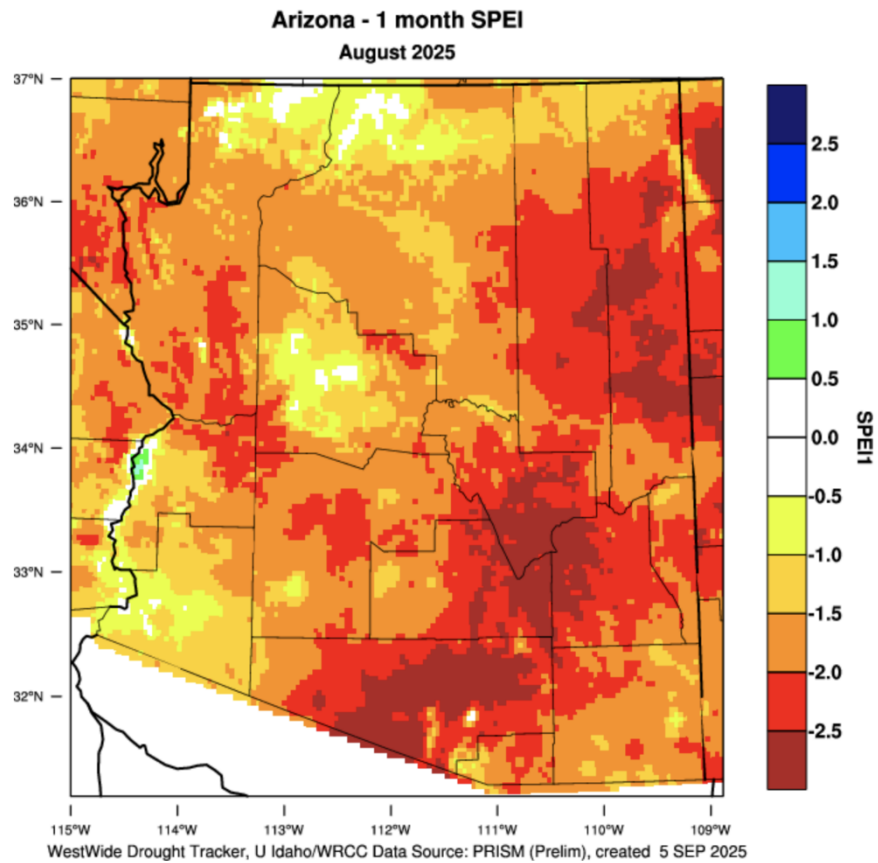 Arizona - 1 month SPEI
August 2025
37°N
36°N
35°N
34°N
33°N
32°N
115°W 114°W 113°W 112°W 111°W 110°W 109°W
2.5
2.0
1.5
1.0
0.5
0.0
-0.5
-1.0
-1.5
-2.0
-2.5
SPEI1
WestWide Drought Tracker, U Idaho/WRCC Data Source: PRISM (Prelim), created 5 SEP 2025